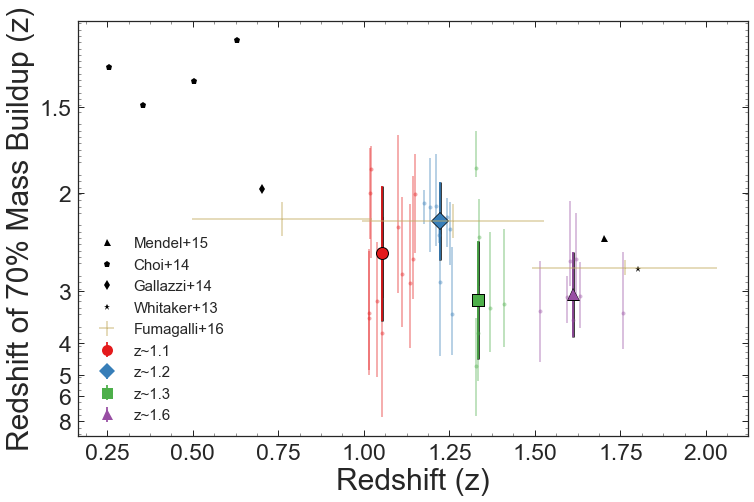 Redshift of 70% Mass Buildup (z)
1.5
2
3
4
5
6
8
Mendel+15
Choi+14
Gallazzi+14
Whitaker+13
Fumagalli+16
z~1.1
z~1.2
z~1.3
z~1.6
0.25 0.50 0.75 1.00 1.25 1.50 1.75 2.00
Redshift (z)